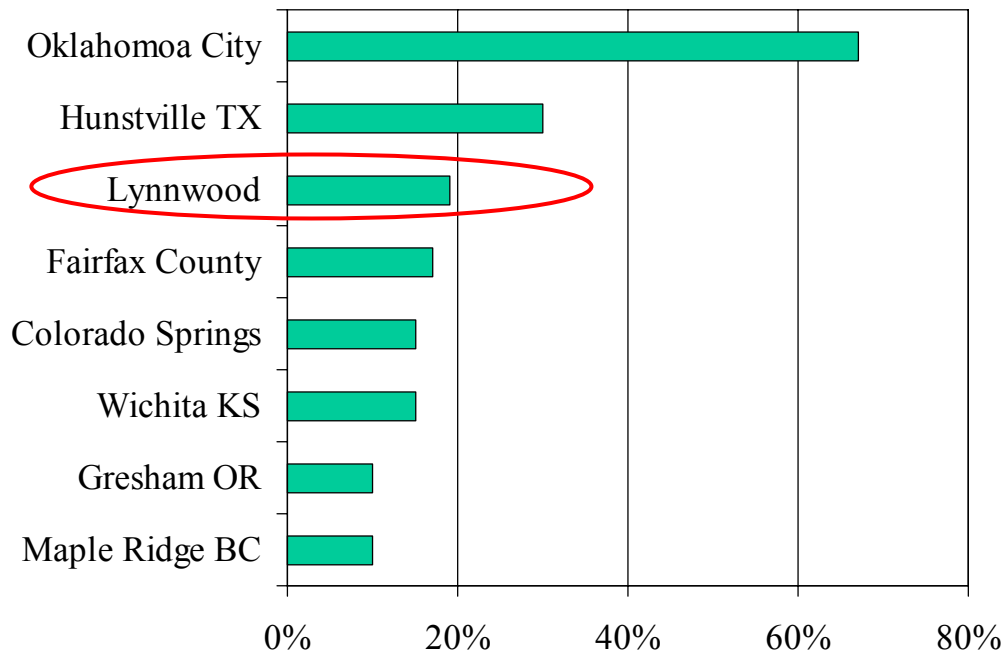 Oklahomoa City
Hunstville TX
Lynnwood
Fairfax County
Colorado Springs
Wichita KS
Gresham OR
Maple Ridge BC
0% 20% 40% 60% 80%